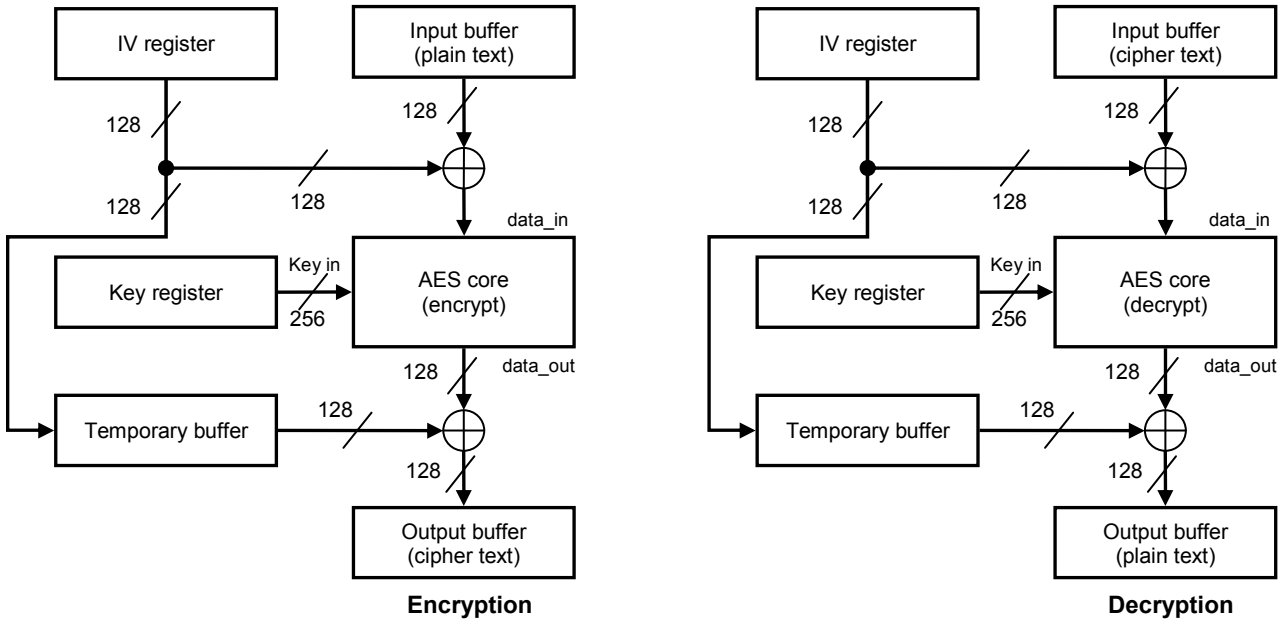 IV register
Input buffer
(plain text)
128
128
128
128
data_in
Key register
Key in
256
AES core
(encrypt)
128
data_out
Temporary buffer
128
128
Output buffer
(cipher text)
Encryption
IV register
Input buffer
(cipher text)
128
128
128
128
data_in
Key register
Key in
256
AES core
(decrypt)
128
data_out
Temporary buffer
128
128
Output buffer
(plain text)
Decryption